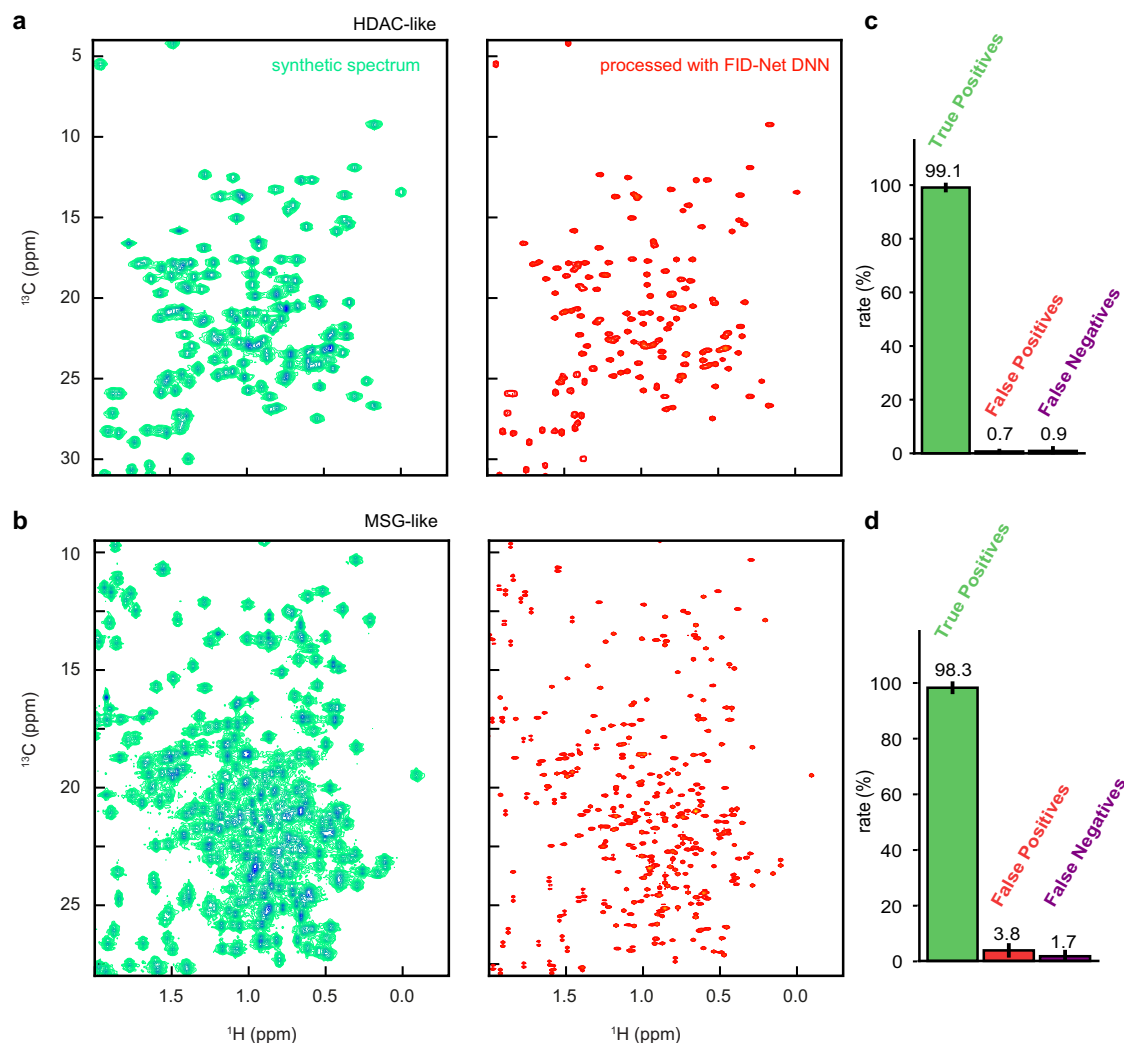 a
HDAC-like
synthetic spectrum
processed with FID-Net DNN
5
10
15
20
25
30
¹³C (ppm)
c
True Positives
False Positives
False Negatives
99.1
0.7
0.9
100
80
60
40
20
0
rate (%)
b
MSG-like
10
15
20
25
¹³C (ppm)
1.5
1.0
0.5
0.0
1.5
1.0
0.5
0.0
¹H (ppm)
¹H (ppm)
d
True Positives
False Positives
False Negatives
98.3
3.8
1.7
100
80
60
40
20
0
rate (%)